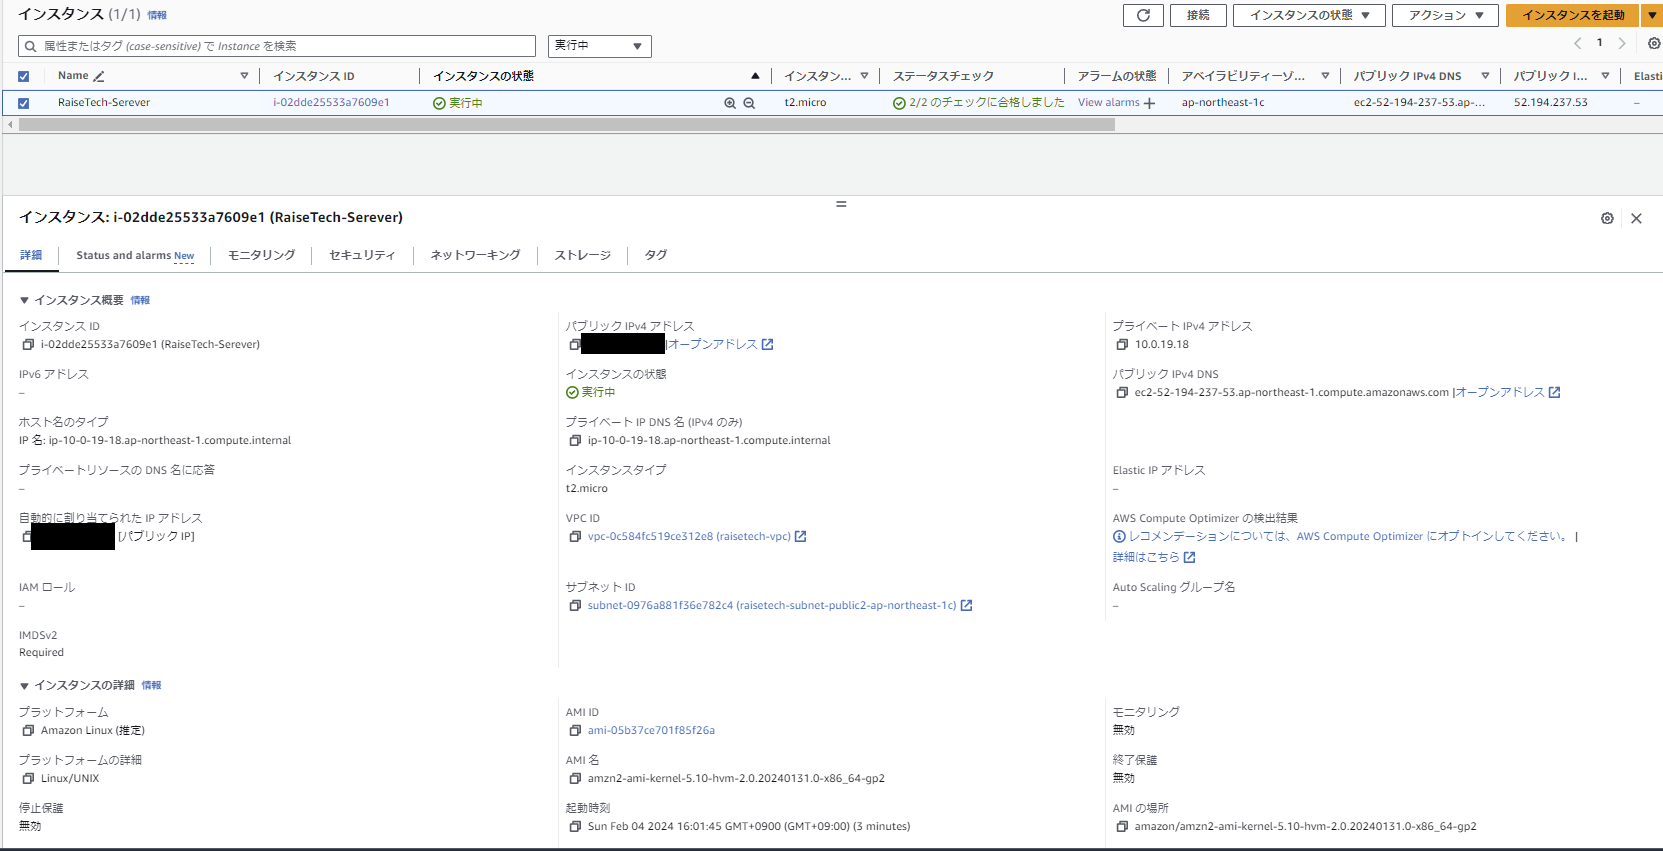 インスタンス (1/1) 情報
接続 インスタンスの状態 アクション インスタンスを起動
属性またはタグ (case-sensitive) で Instance を検索 実行中 1
Name インスタンス ID インスタンスの状態 インスタン... ステータスチェック アラームの状態 アベイラビリティーゾ... パブリック IPv4 DNS パブリック I... Elasti
RaiseTech-Serever i-02dde25533a7609e1 実行中 t2.micro 2/2 のチェックに合格しました View alarms ap-northeast-1c ec2-52-194-237-53.ap-... 52.194.237.53 –
インスタンス: i-02dde25533a7609e1 (RaiseTech-Serever)
詳細 Status and alarms New モニタリング セキュリティ ネットワーキング ストレージ タグ
インスタンス概要 情報
インスタンス ID パブリック IPv4 アドレス プライベート IPv4 アドレス
i-02dde25533a7609e1 (RaiseTech-Serever) |オープンアドレス 10.0.19.18
IPv6 アドレス インスタンスの状態 パブリック IPv4 DNS
– 実行中 ec2-52-194-237-53.ap-northeast-1.compute.amazonaws.com |オープンアドレス
ホスト名のタイプ プライベート IP DNS 名 (IPv4 のみ)
IP 名: ip-10-0-19-18.ap-northeast-1.compute.internal ip-10-0-19-18.ap-northeast-1.compute.internal
プライベートリソースの DNS 名に応答 インスタンスタイプ Elastic IP アドレス
– t2.micro –
自動的に割り当てられた IP アドレス VPC ID AWS Compute Optimizer の検出結果
[パブリック IP] vpc-0c584fc519ce312e8 (raisetech-vpc) レコメンデーションについては、AWS Compute Optimizer にオプトインしてください。 |
詳細はこちら
IAM ロール サブネット ID Auto Scaling グループ名
– subnet-0976a881f36e782c4 (raisetech-subnet-public2-ap-northeast-1c) –
IMDSv2
Required
インスタンスの詳細 情報
プラットフォーム AMI ID モニタリング
Amazon Linux (推定) ami-05b37ce701f85f26a 無効
プラットフォームの詳細 AMI 名 終了保護
Linux/UNIX amzn2-ami-kernel-5.10-hvm-2.0.20240131.0-x86_64-gp2 無効
停止保護 起動時刻 AMI の場所
無効 Sun Feb 04 2024 16:01:45 GMT+0900 (GMT+09:00) (3 minutes) amazon/amzn2-ami-kernel-5.10-hvm-2.0.20240131.0-x86_64-gp2